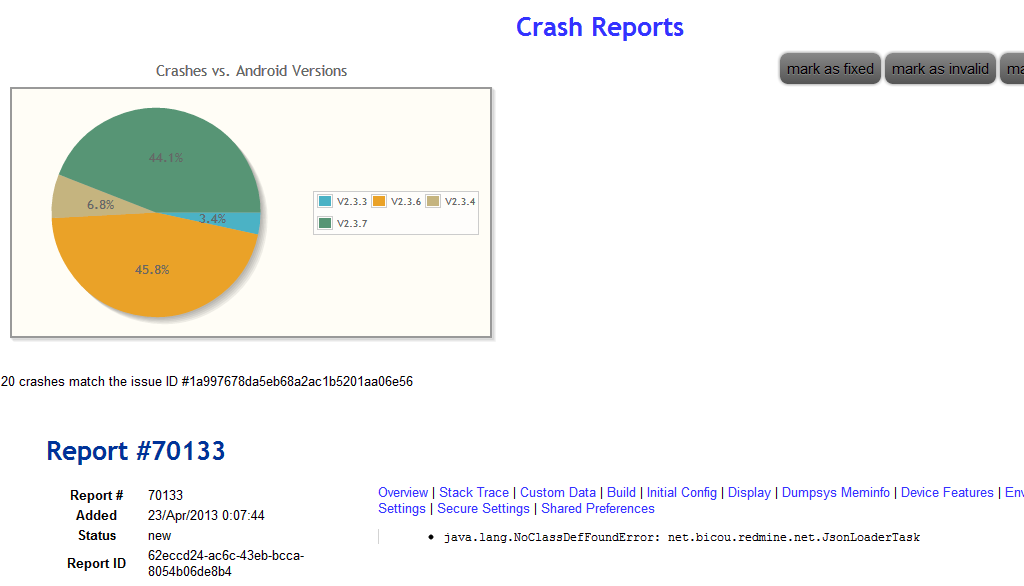 Crash Reports
Crashes vs. Android Versions
mark as fixed mark as invalid
44.1%
6.8%
3.4%
45.8%
V2.3.3 V2.3.6 V2.3.4
V2.3.7
20 crashes match the issue ID #1a997678da5eb68a2ac1b5201aa06e56
Report #70133
Report # 70133
Added 23/Apr/2013 0:07:44
Status new
Report ID 62eccd24-ac6c-43eb-bcca-
8054b06de8b4
Overview | Stack Trace | Custom Data | Build | Initial Config | Display | Dumpsys Meminfo | Device Features |
Settings | Secure Settings | Shared Preferences
• java.lang.NoClassDefFoundError: net.bicou.redmine.net.JsonLoaderTask